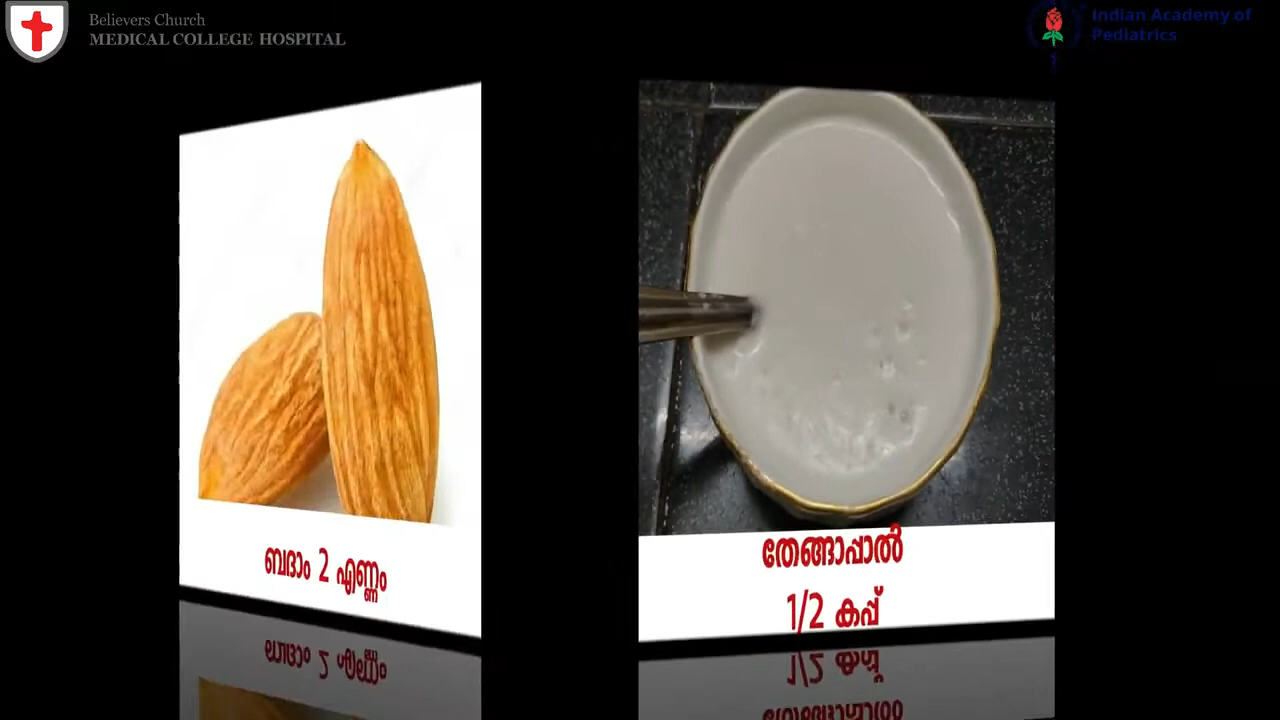 Believers Church
MEDICAL COLLEGE HOSPITAL
Indian Academy of
Pediatrics
ബദാം 2 എണ്ണം
തേങ്ങാപ്പാൽ
1/2 കപ്പ്